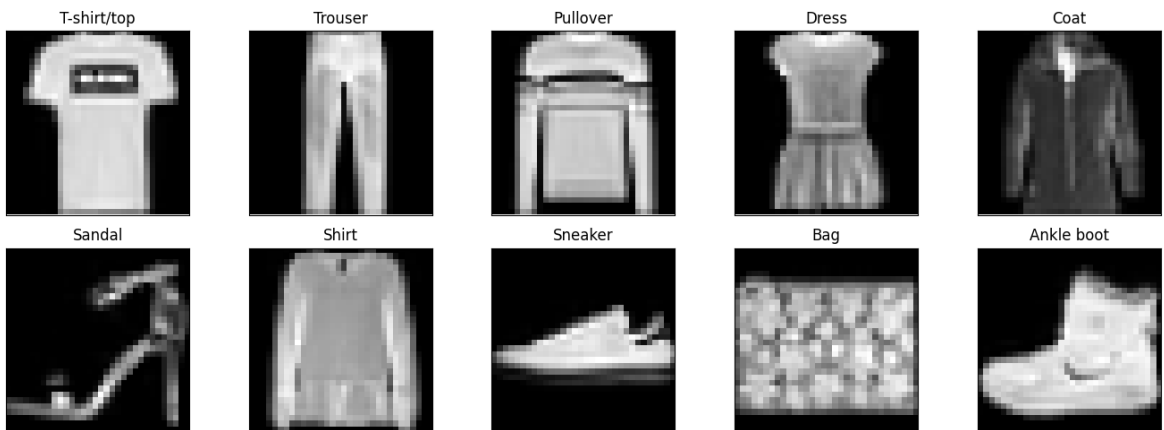 T-shirt/top
Trouser
Pullover
Dress
Coat
Sandal
Shirt
Sneaker
Bag
Ankle boot